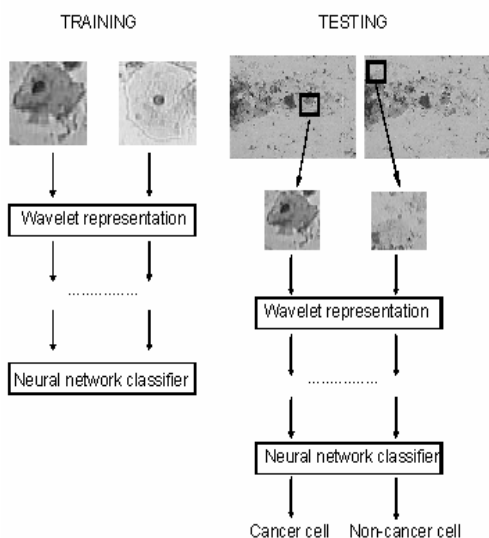 TRAINING
Wavelet representation
...............
Neural network classifier
TESTING
Wavelet representation
...............
Neural network classifier
Cancer cell
Non-cancer cell